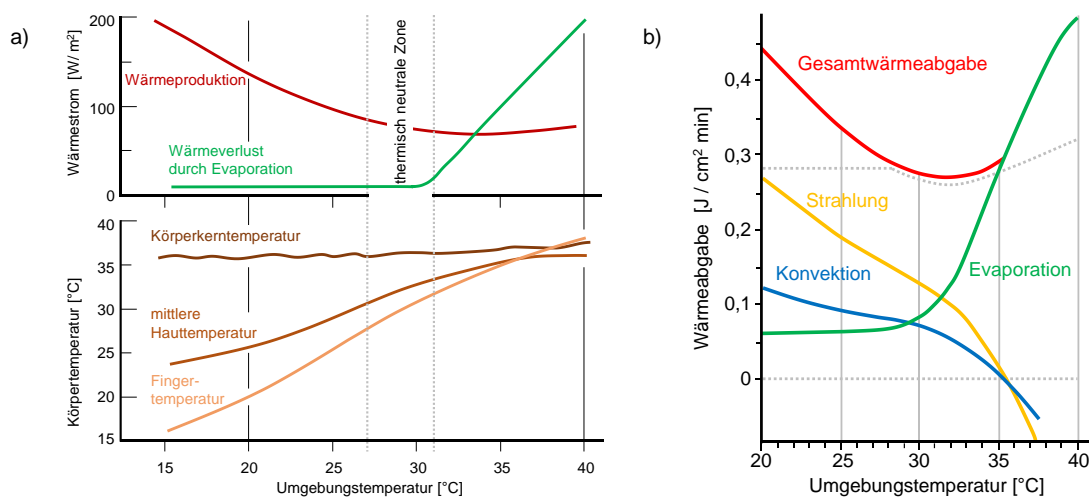 a)
Wärmestrom [W/ m²]
200
100
0
Wärmeproduktion
Wärmeverlust
durch Evaporation
thermisch neutrale Zone
Körpertemperatur [°C]
40
35
30
25
20
15
Körperkerntemperatur
mittlere
Hauttemperatur
Finger-
temperatur
15
20
25
30
35
40
Umgebungstemperatur [°C]
b)
Wärmeabgabe [J / cm² min]
0,4
0,3
0,2
0,1
0
Gesamtwärmeabgabe
Strahlung
Konvektion
Evaporation
20
25
30
35
40
Umgebungstemperatur [°C]